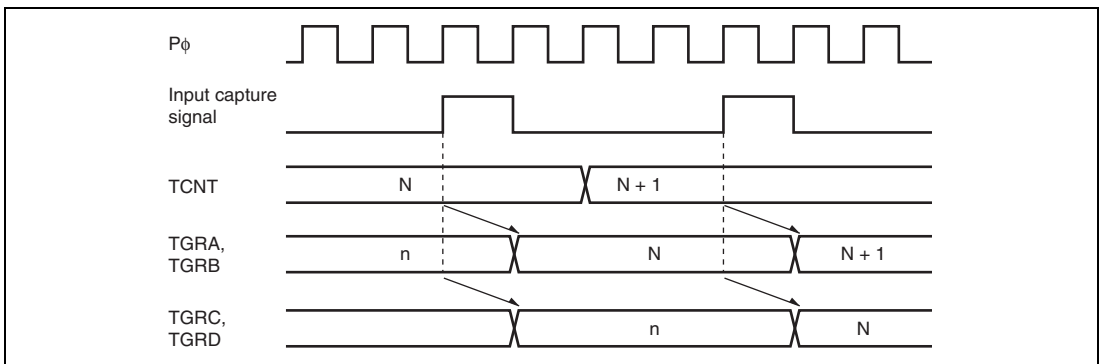 Pϕ
Input capture
signal
TCNT
N
N + 1
TGRA,
TGRB
n
N
N + 1
TGRC,
TGRD
n
N